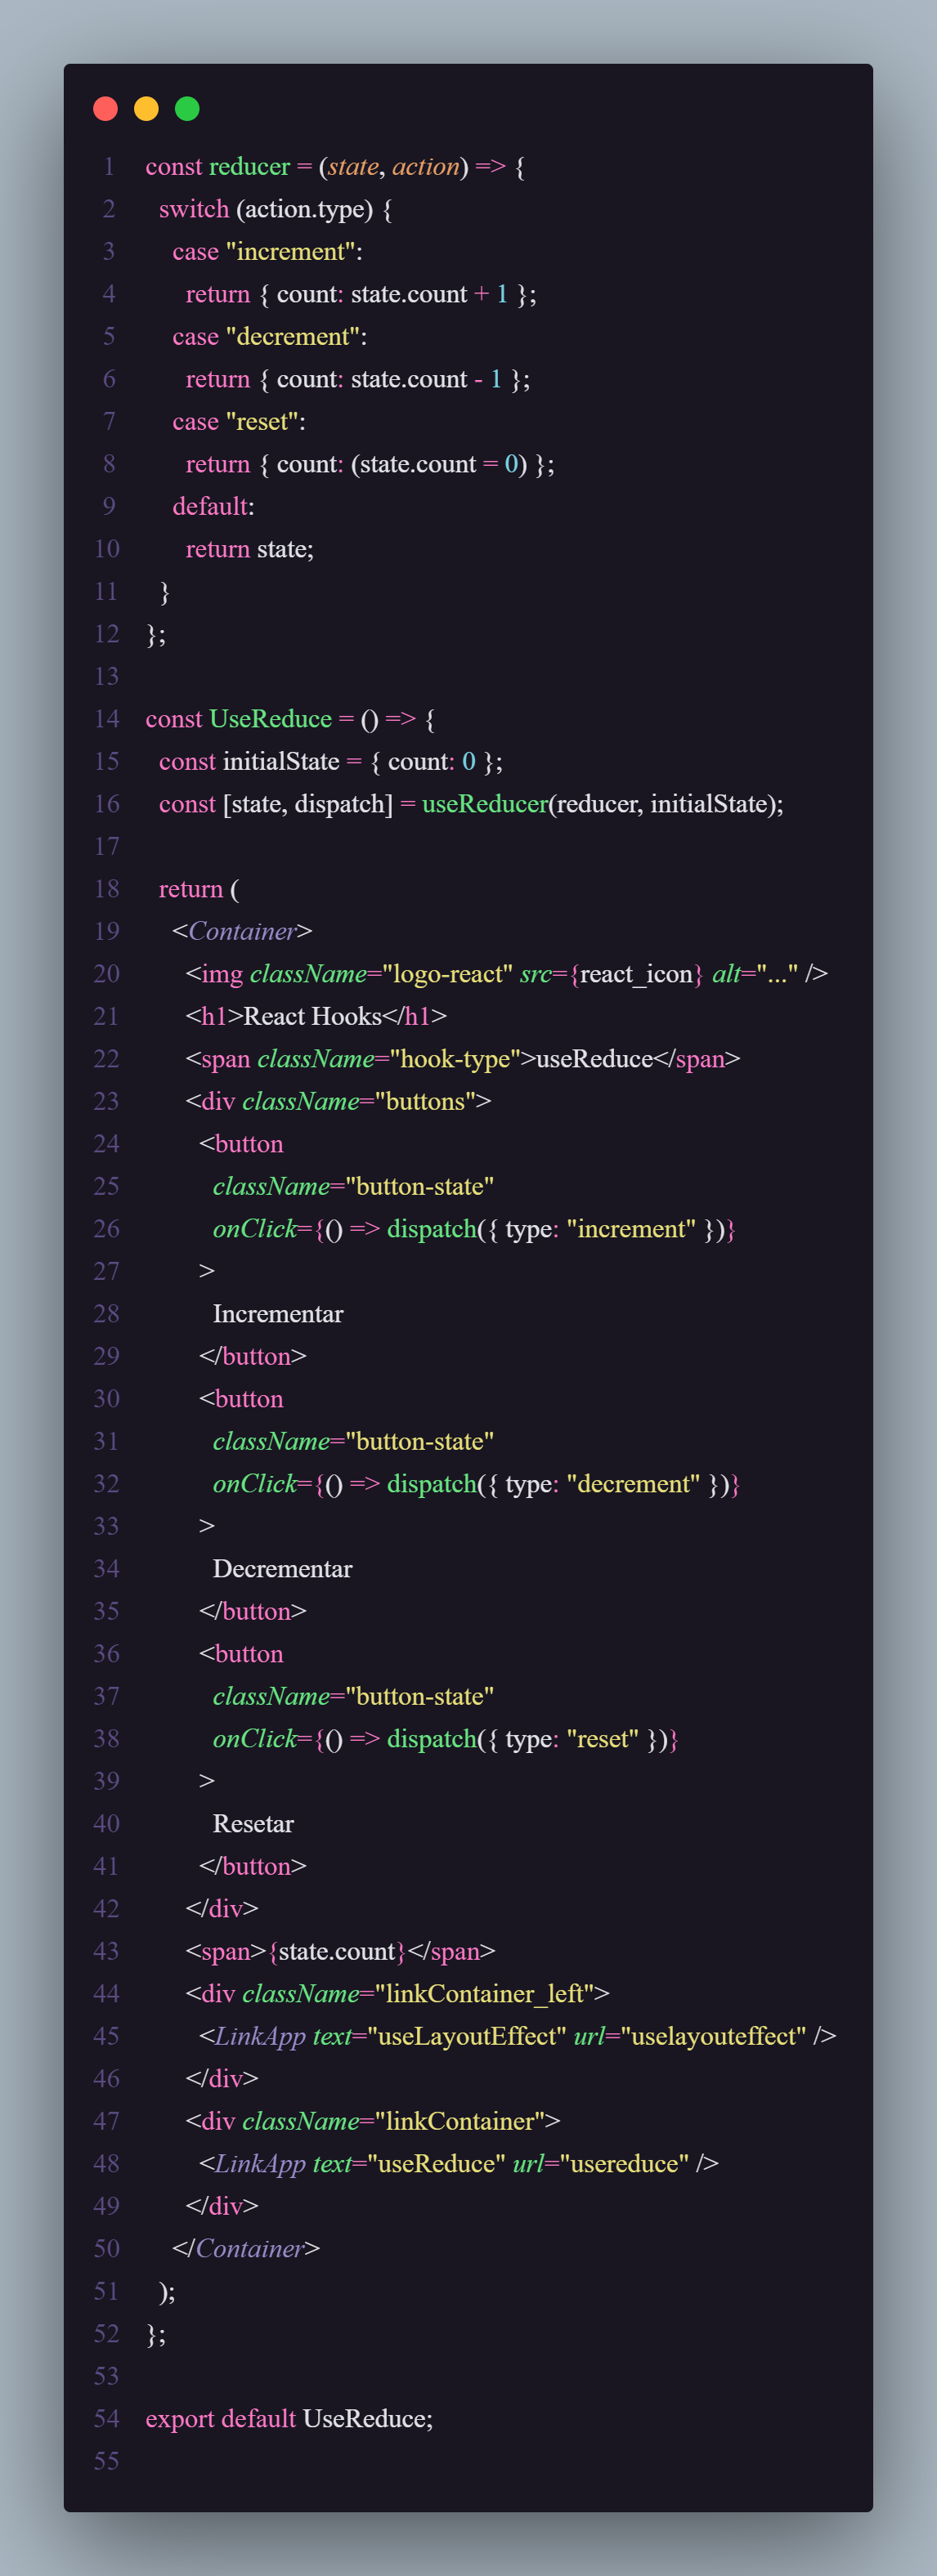 1 const reducer = (state, action) => {
2   switch (action.type) {
3     case "increment":
4       return { count: state.count + 1 };
5     case "decrement":
6       return { count: state.count - 1 };
7     case "reset":
8       return { count: (state.count = 0) };
9     default:
10       return state;
11   }
12 };
13
14 const UseReduce = () => {
15   const initialState = { count: 0 };
16   const [state, dispatch] = useReducer(reducer, initialState);
17
18   return (
19     <Container>
20       <img className="logo-react" src={react_icon} alt="..." />
21       <h1>React Hooks</h1>
22       <span className="hook-type">useReduce</span>
23       <div className="buttons">
24         <button
25           className="button-state"
26           onClick={() => dispatch({ type: "increment" })}
27         >
28           Incrementar
29         </button>
30         <button
31           className="button-state"
32           onClick={() => dispatch({ type: "decrement" })}
33         >
34           Decrementar
35         </button>
36         <button
37           className="button-state"
38           onClick={() => dispatch({ type: "reset" })}
39         >
40           Resetar
41         </button>
42       </div>
43       <span>{state.count}</span>
44       <div className="linkContainer_left">
45         <LinkApp text="useLayoutEffect" url="uselayouteffect" />
46       </div>
47       <div className="linkContainer">
48         <LinkApp text="useReduce" url="usereduce" />
49       </div>
50     </Container>
51   );
52 };
53
54 export default UseReduce;
55